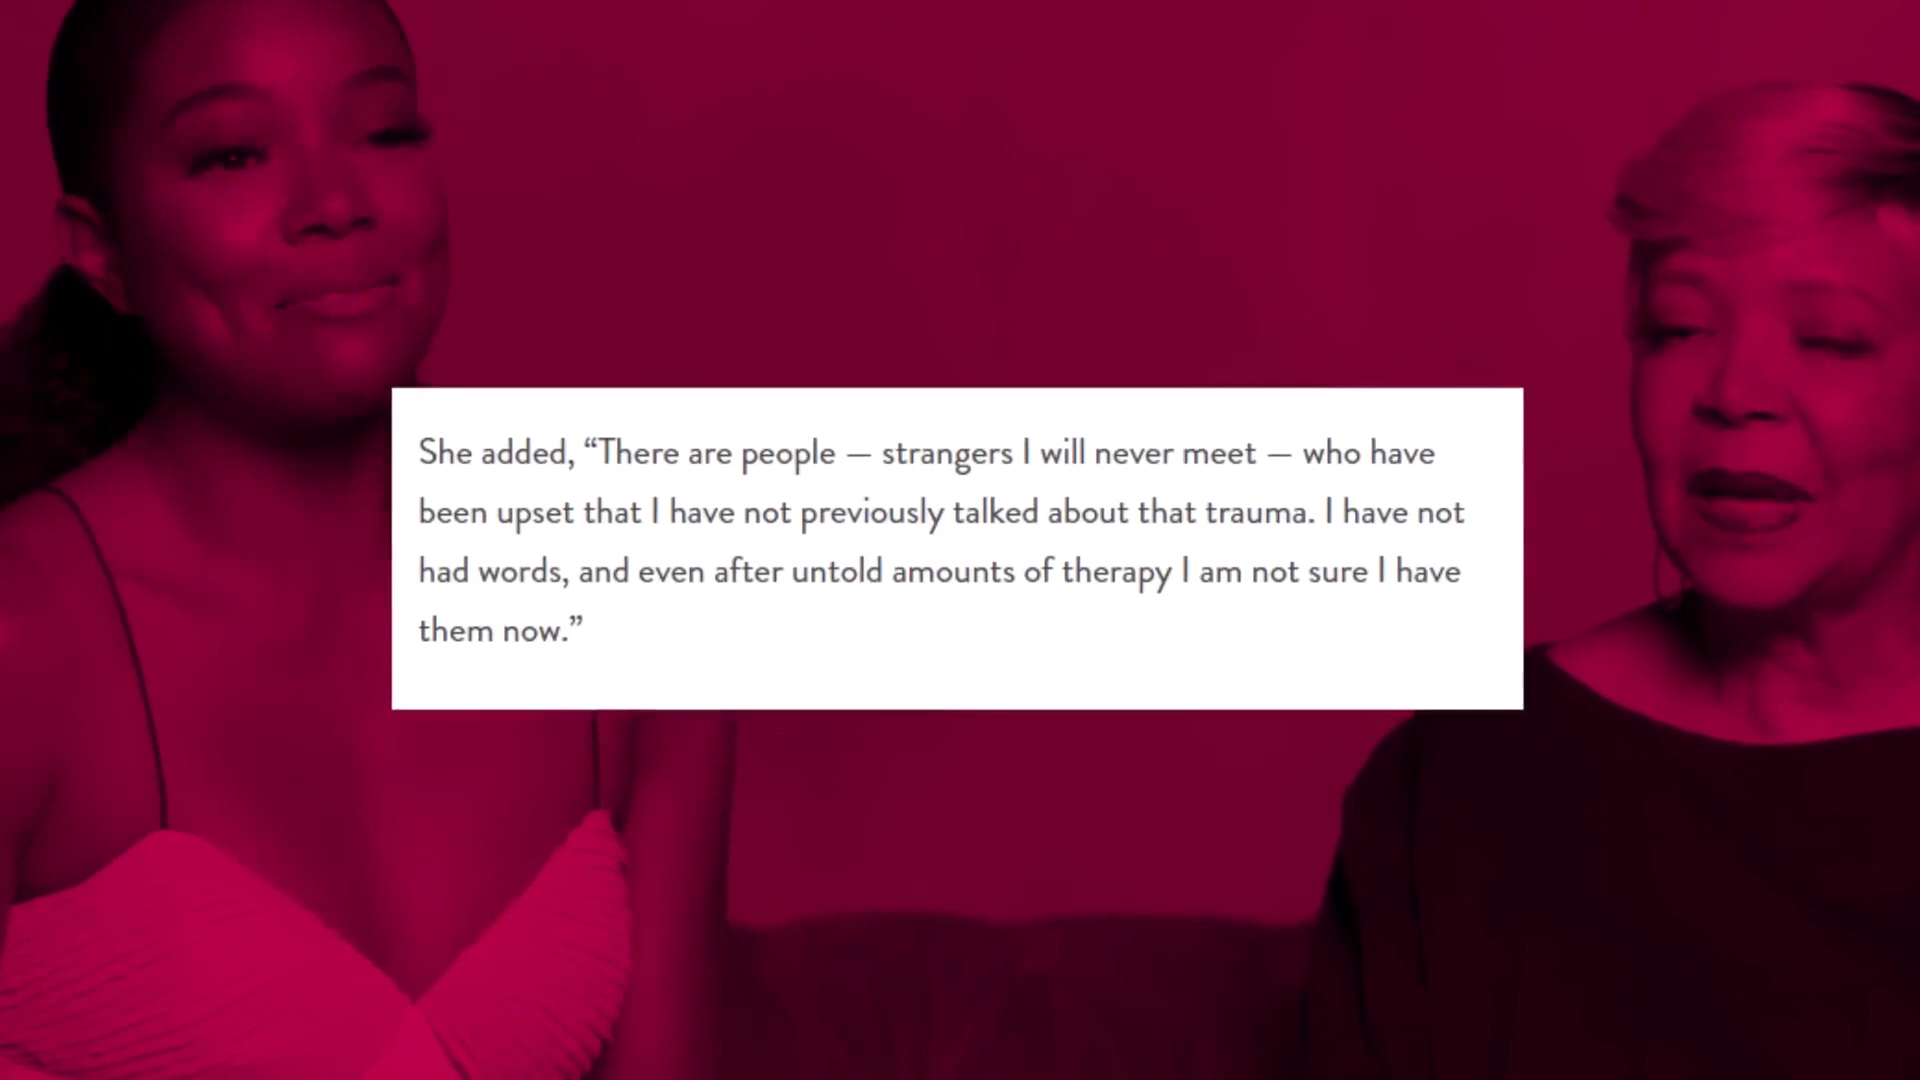 She added, “There are people — strangers I will never meet — who have
been upset that I have not previously talked about that trauma. I have not
had words, and even after untold amounts of therapy I am not sure I have
them now.”